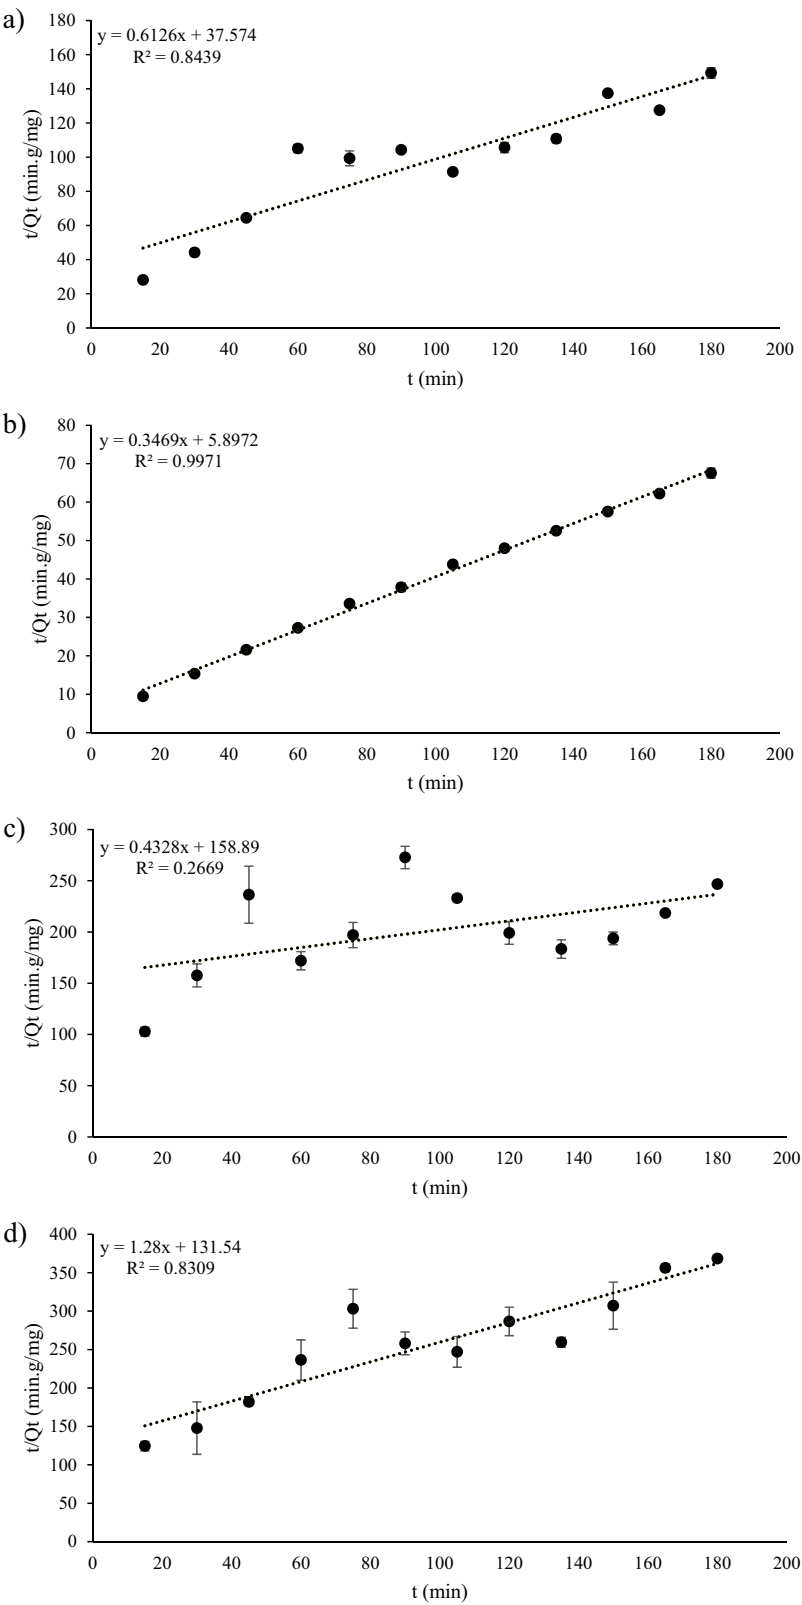 a)
y = 0.6126x + 37.574
R² = 0.8439
t/Qt (min.g/mg)
180
160
140
120
100
80
60
40
20
0
0 20 40 60 80 100 120 140 160 180 200
t (min)
b)
y = 0.3469x + 5.8972
R² = 0.9971
t/Qt (min.g/mg)
80
70
60
50
40
30
20
10
0
0 20 40 60 80 100 120 140 160 180 200
t (min)
c)
y = 0.4328x + 158.89
R² = 0.2669
t/Qt (min.g/mg)
300
250
200
150
100
50
0
0 20 40 60 80 100 120 140 160 180 200
t (min)
d)
y = 1.28x + 131.54
R² = 0.8309
t/Qt (min.g/mg)
400
350
300
250
200
150
100
50
0
0 20 40 60 80 100 120 140 160 180 200
t (min)